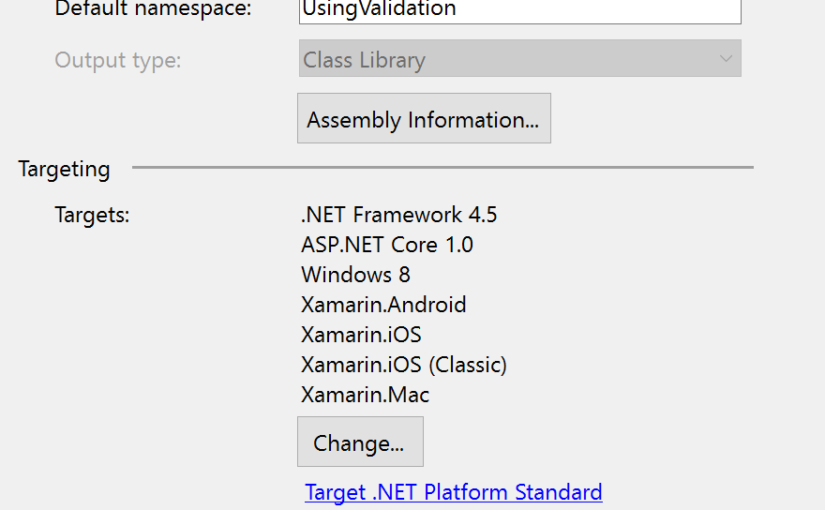 Default namespace: UsingValidation
Output type: Class Library
Assembly Information...
Targeting
Targets: .NET Framework 4.5
ASP.NET Core 1.0
Windows 8
Xamarin.Android
Xamarin.iOS
Xamarin.iOS (Classic)
Xamarin.Mac
Change...
Target .NET Platform Standard